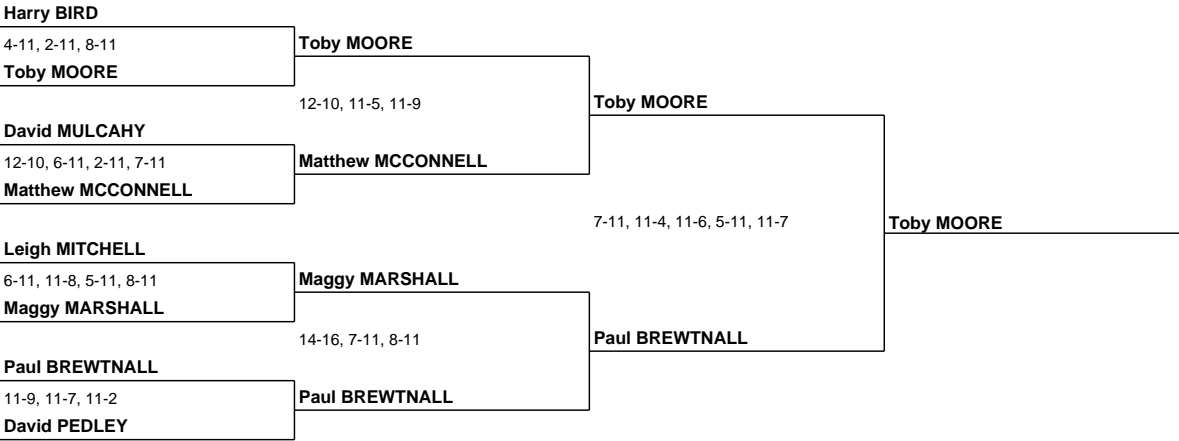 Harry BIRD
4-11, 2-11, 8-11
Toby MOORE
Toby MOORE
12-10, 11-5, 11-9
Toby MOORE
David MULCAHY
12-10, 6-11, 2-11, 7-11
Matthew MCCONNELL
Matthew MCCONNELL
7-11, 11-4, 11-6, 5-11, 11-7
Toby MOORE
Leigh MITCHELL
6-11, 11-8, 5-11, 8-11
Maggy MARSHALL
Maggy MARSHALL
14-16, 7-11, 8-11
Paul BREWTNALL
Paul BREWTNALL
11-9, 11-7, 11-2
David PEDLEY
Paul BREWTNALL